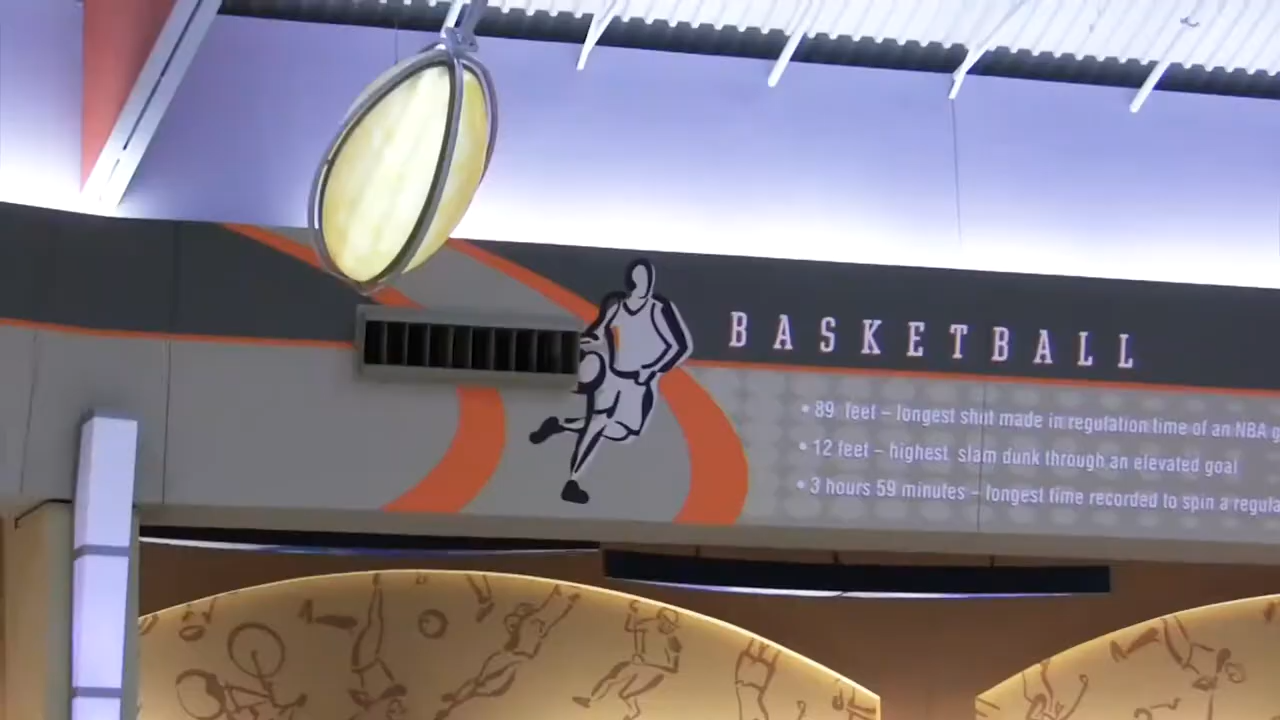 BASKETBALL
• 89 feet – longest shot made in regulation time of an NBA
• 12 feet – highest slam dunk through an elevated goal
• 3 hours 59 minutes – longest time recorded to spin a